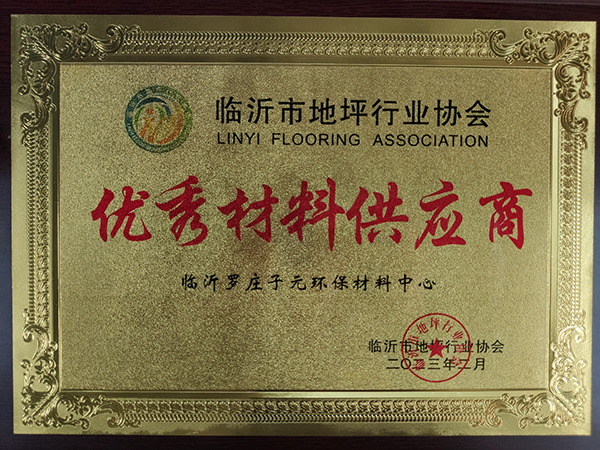 临沂市地坪行业协会
LINYI FLOORING ASSOCIATION
优秀材料供应商
临沂罗庄子元环保材料中心
临沂市地坪行业协会
二〇二三年二月